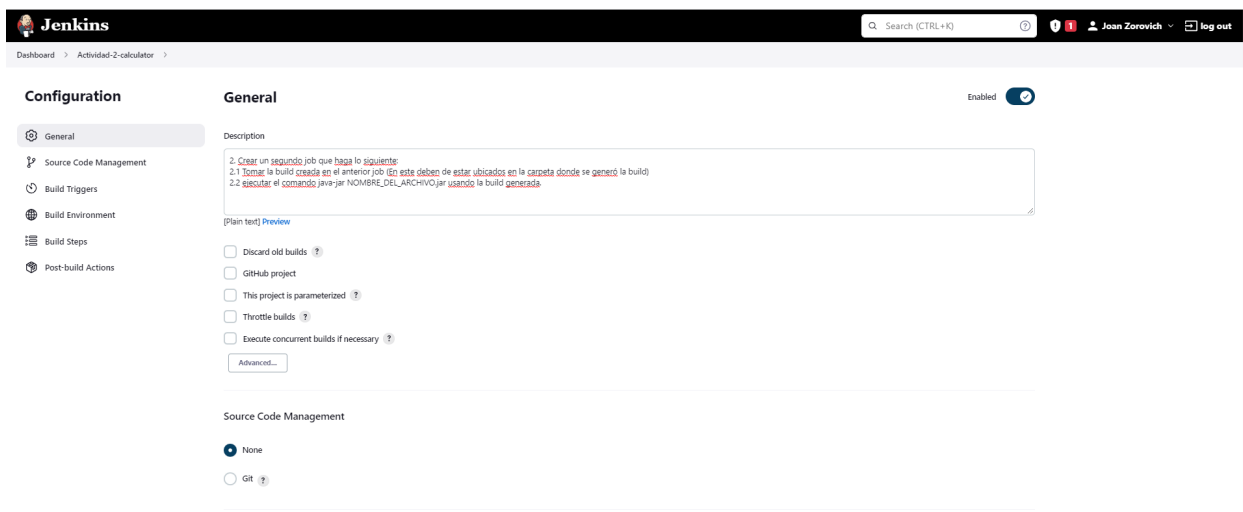 Jenkins
Search (CTRL+K)
?
1
Joan Zorovich
log out
Dashboard > Actividad-2-calculator >
Configuration
General
Source Code Management
Build Triggers
Build Environment
Build Steps
Post-build Actions
General
Enabled
Description
2. Crear un segundo job que haga lo siguiente:
2.1 Tomar la build creada en el anterior job (En este deben de estar ubicados en la carpeta donde se generó la build)
2.2 ejecutar el comando java-jar NOMBRE_DEL_ARCHIVO.jar usando la build generada.
[Plain text] Preview
Discard old builds ?
GitHub project
This project is parameterized ?
Throttle builds ?
Execute concurrent builds if necessary ?
Advanced...
Source Code Management
None
Git ?